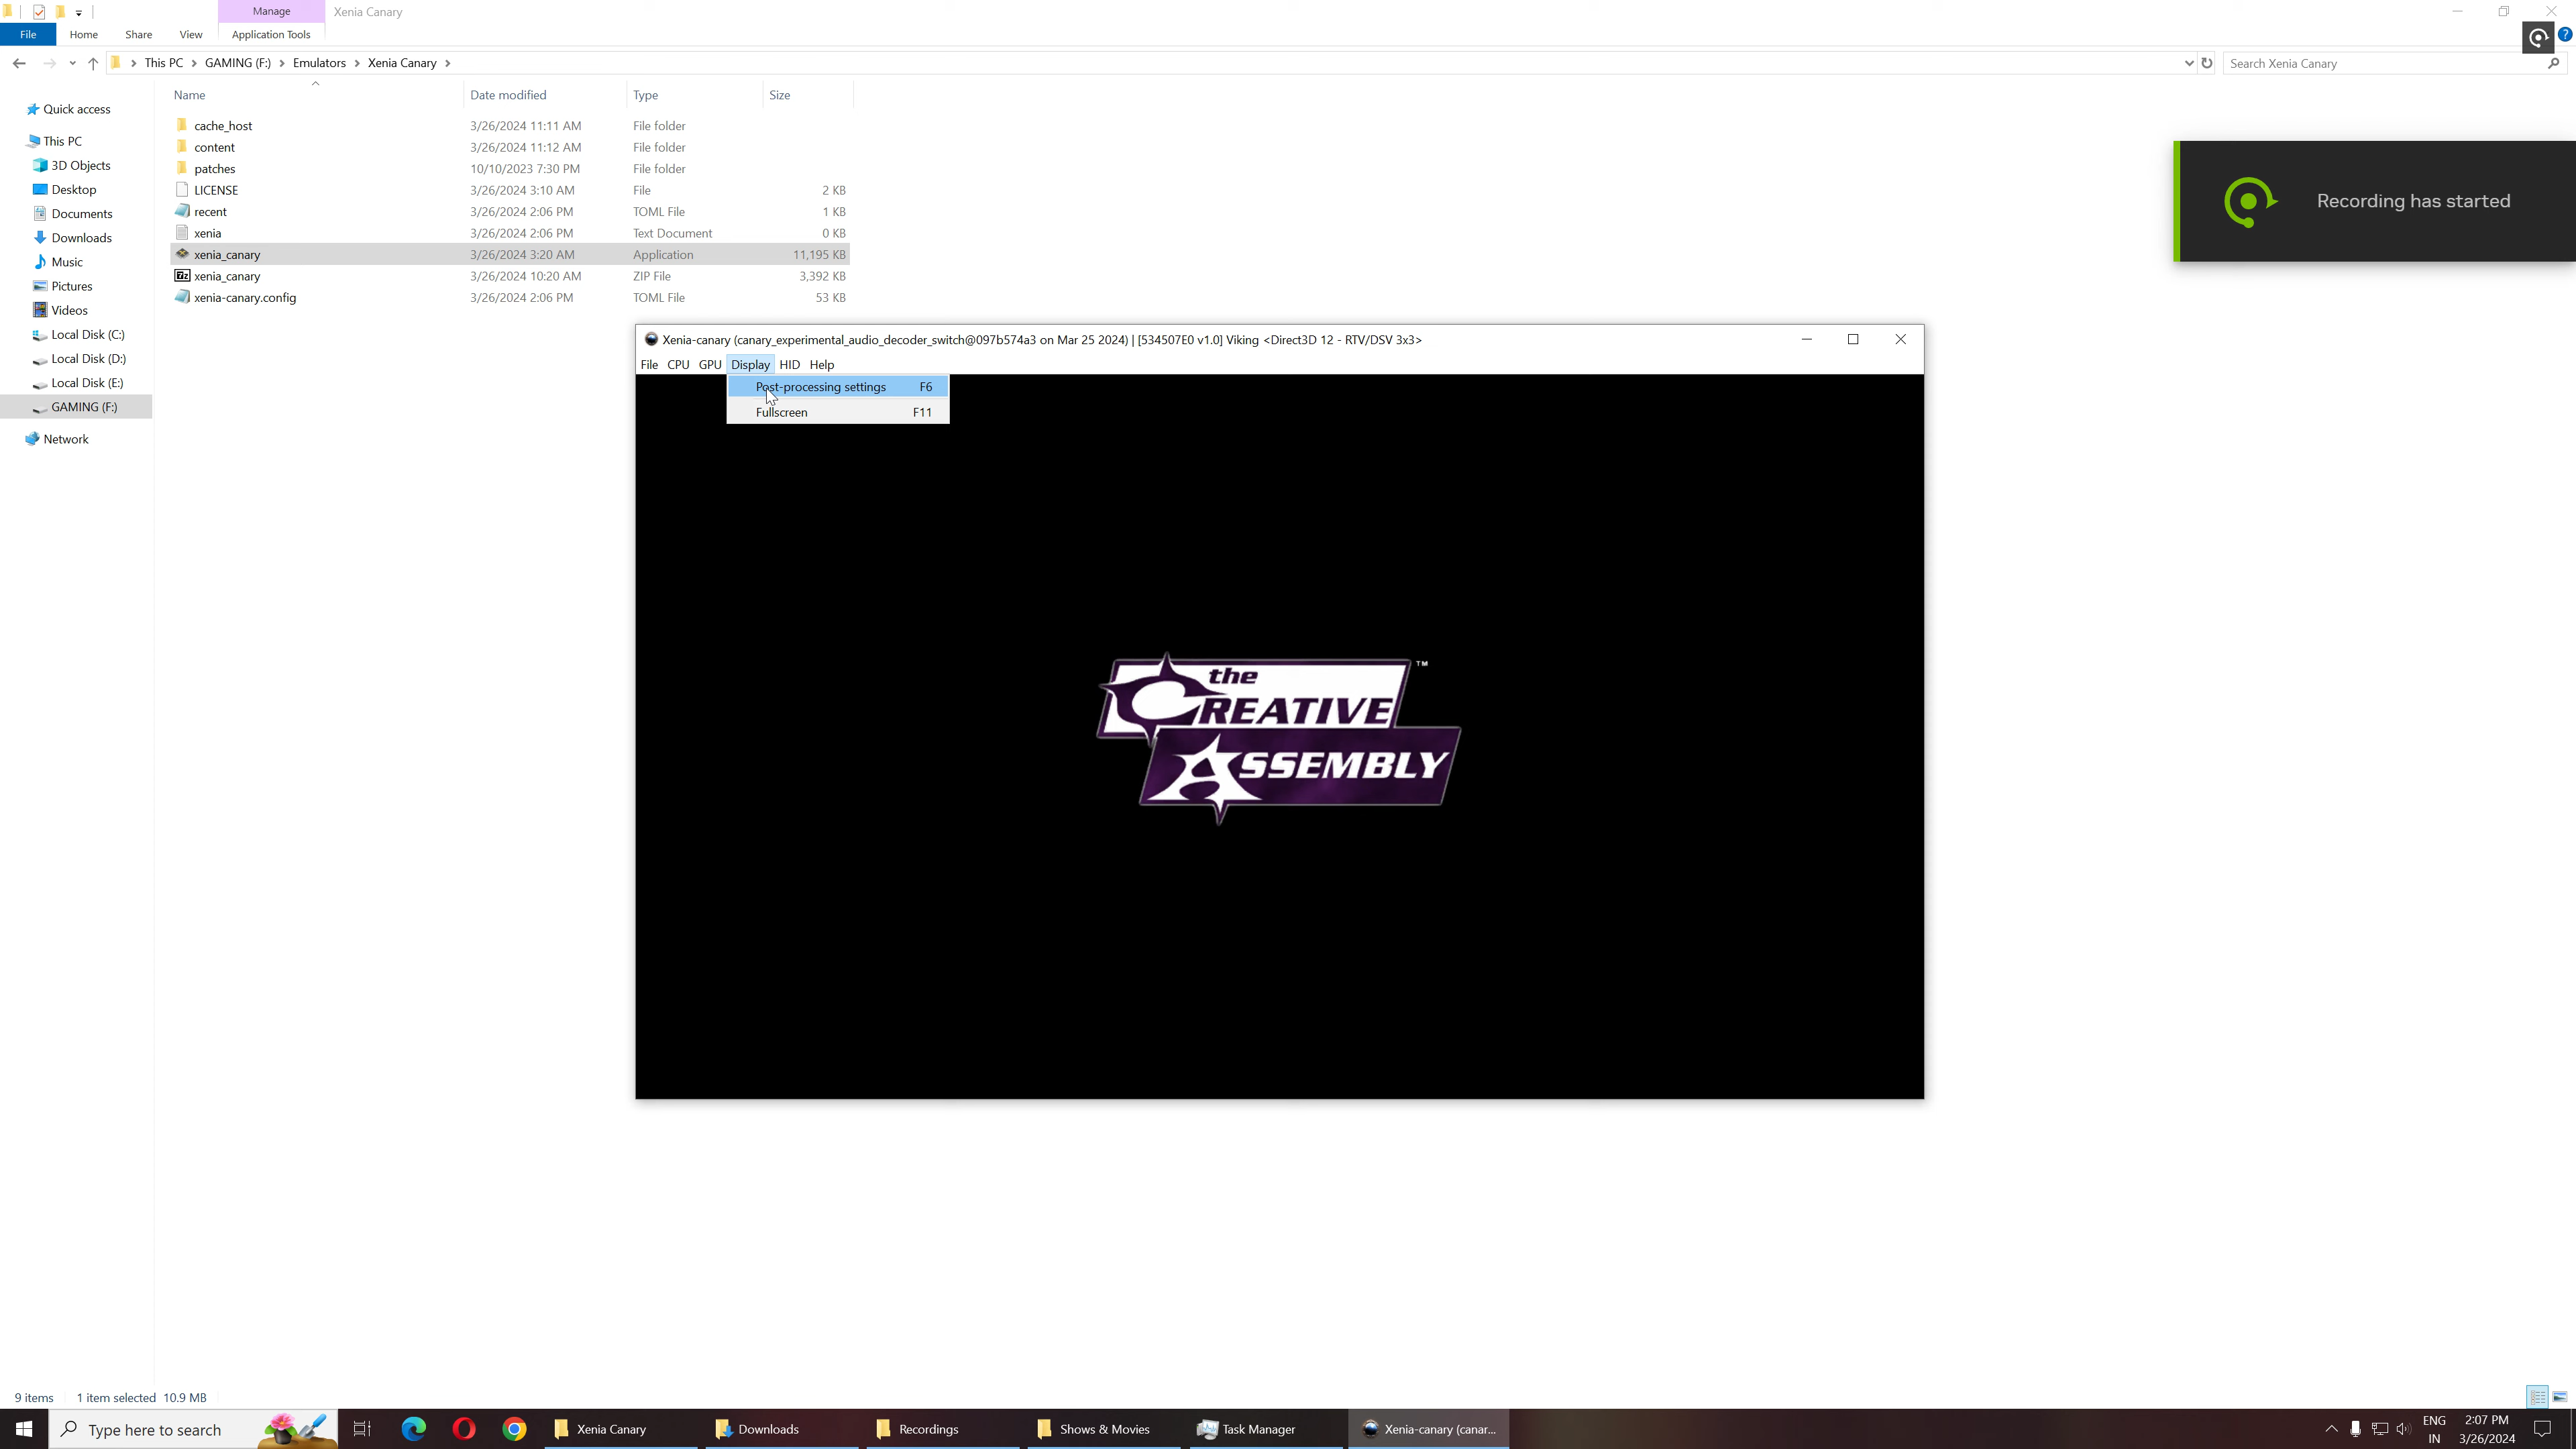 Manage
Xenia Canary
File
Home
Share
View
Application Tools
This PC
GAMING (F:)
Emulators
Xenia Canary
Search Xenia Canary
Name
Date modified
Type
Size
Quick access
This PC
3D Objects
Desktop
Documents
Downloads
Music
Pictures
Videos
Local Disk (C:)
Local Disk (D:)
Local Disk (E:)
GAMING (F:)
Network
cache_host 3/26/2024 11:11 AM File folder
content 3/26/2024 11:12 AM File folder
patches 10/10/2023 7:30 PM File folder
LICENSE 3/26/2024 3:10 AM File 2 KB
recent 3/26/2024 2:06 PM TOML File 1 KB
xenia 3/26/2024 2:06 PM Text Document 0 KB
xenia_canary 3/26/2024 3:20 AM Application 11,195 KB
7z xenia_canary 3/26/2024 10:20 AM ZIP File 3,392 KB
xenia-canary.config 3/26/2024 2:06 PM TOML File 53 KB
Recording has started
Xenia-canary (canary_experimental_audio_decoder_switch@097b574a3 on Mar 25 2024) | [534507E0 v1.0] Viking <Direct3D 12 - RTV/DSV 3x3>
File CPU GPU Display HID Help
Post-processing settings F6
Fullscreen F11
the
CREATIVE
ASSEMBLY
™
9 items
1 item selected 10.9 MB
Type here to search
Xenia Canary
Downloads
Recordings
Shows & Movies
Task Manager
Xenia-canary (canar...
ENG
IN
2:07 PM
3/26/2024